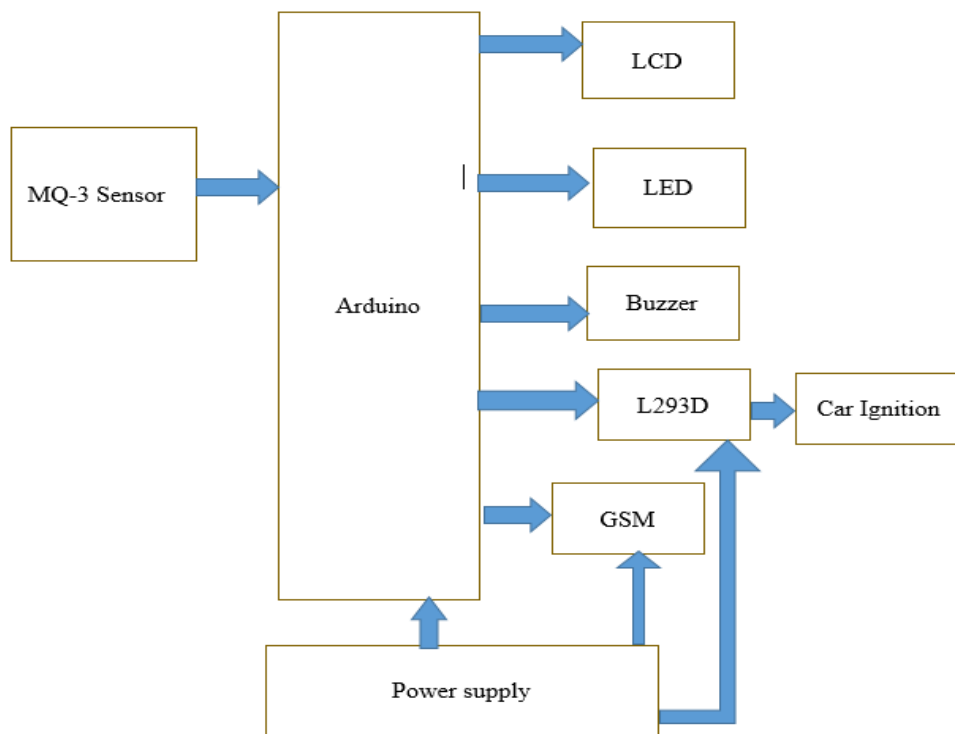 LCD
MQ-3 Sensor
LED
Arduino
Buzzer
L293D
Car Ignition
GSM
Power supply